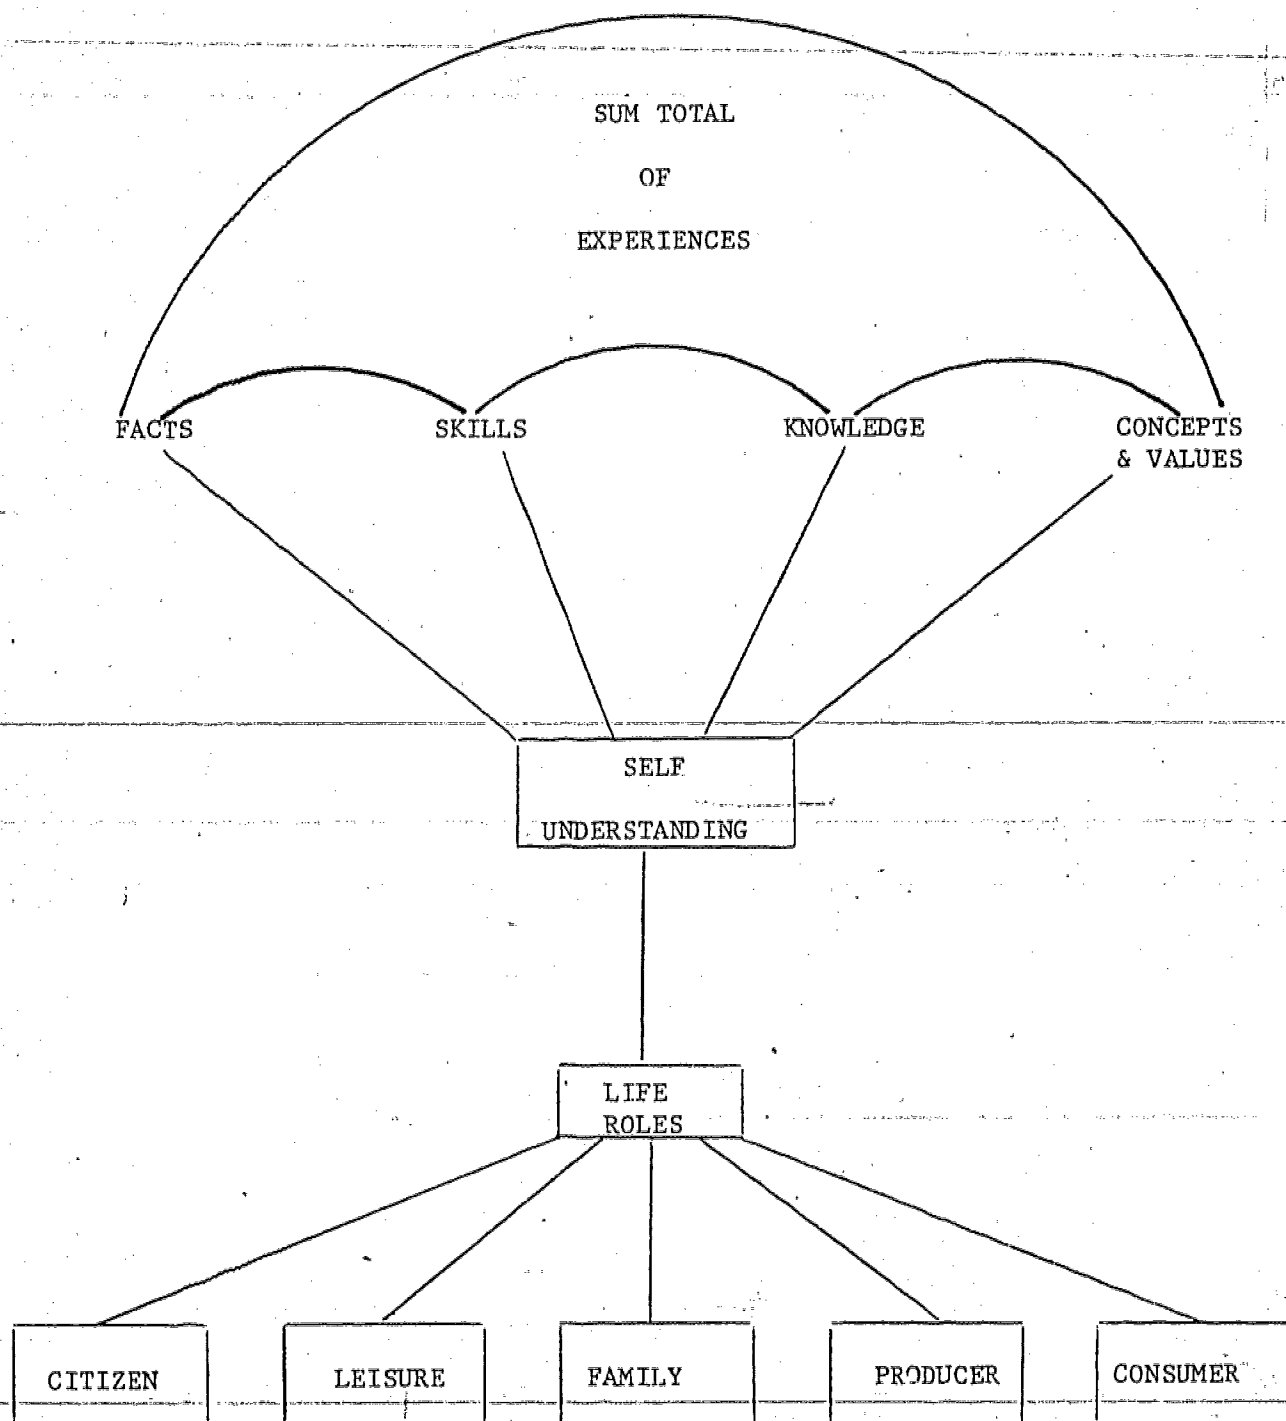 SUM TOTAL
OF
EXPERIENCES
FACTS
SKILLS
KNOWLEDGE
CONCEPTS
& VALUES
SELF
UNDERSTANDING
LIFE
ROLES
CITIZEN
LEISURE
FAMILY
PRODUCER
CONSUMER